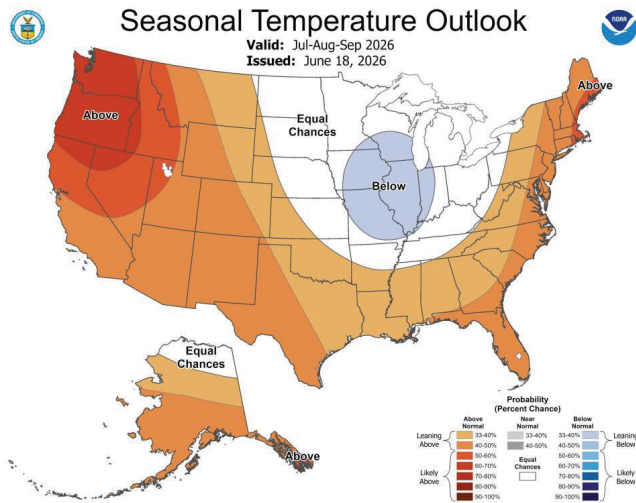 Seasonal Temperature Outlook
Valid: Jul-Aug-Sep 2026
Issued: June 18, 2026
NOAA
Above
Equal
Chances
Below
Above
Equal
Chances
Above
Probability
(Percent Chance)
Above
Normal
Near
Normal
Below
Normal
Leaning
Above
33-40%
33-40%
33-40%
Leaning
Below
40-50%
40-50%
40-50%
50-60%
Equal
Chances
50-60%
Likely
Above
60-70%
60-70%
Likely
Below
70-80%
70-80%
80-90%
80-90%
90-100%
90-100%